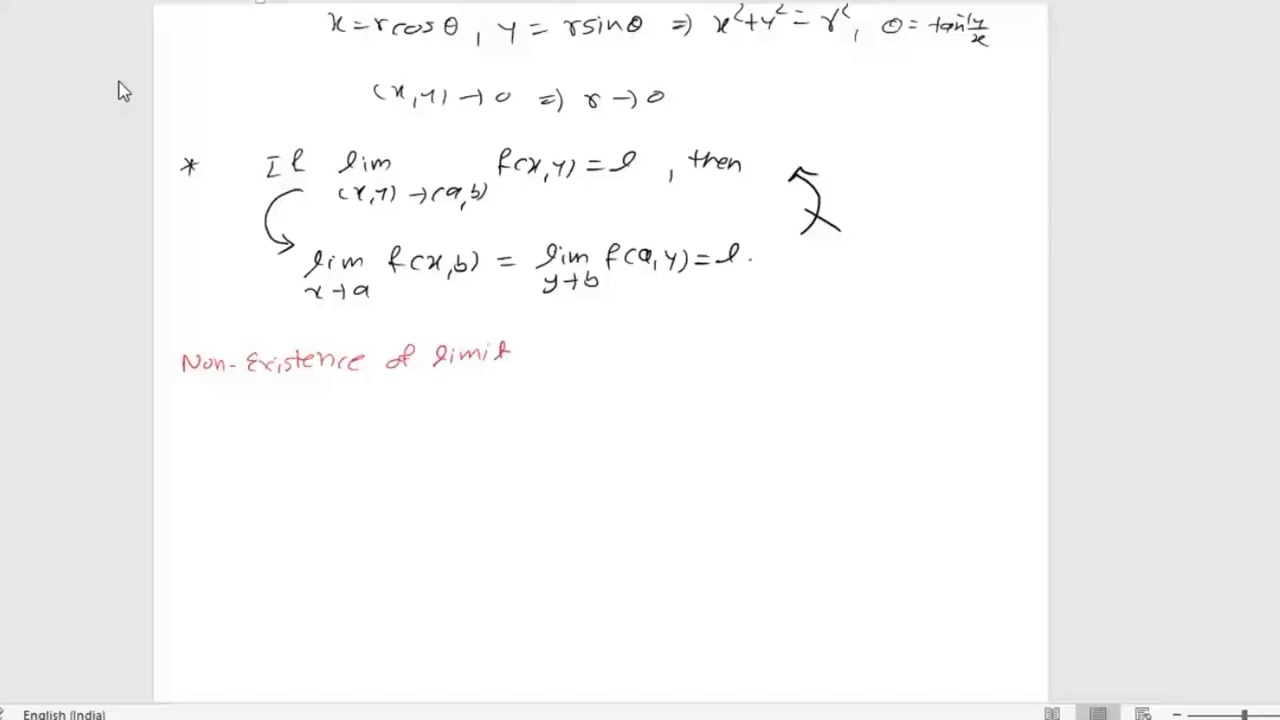 x = r cos θ, y = r sin θ ⇒ x² + y² = r², θ = tan⁻¹ y/x
(x,y) → 0 ⇒ r → 0
* If lim f(x,y) = l, then
(x,y) → (a,b)
lim f(x,b) = lim f(a,y) = l.
x → a y → b
Non-Existence of limit
English (India)